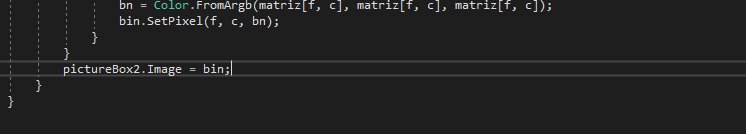 bn = Color.FromArgb(matriz[f, c], matriz[f, c], matriz[f, c]);
bin.SetPixel(f, c, bn);
}
}
pictureBox2.Image = bin;
}
}